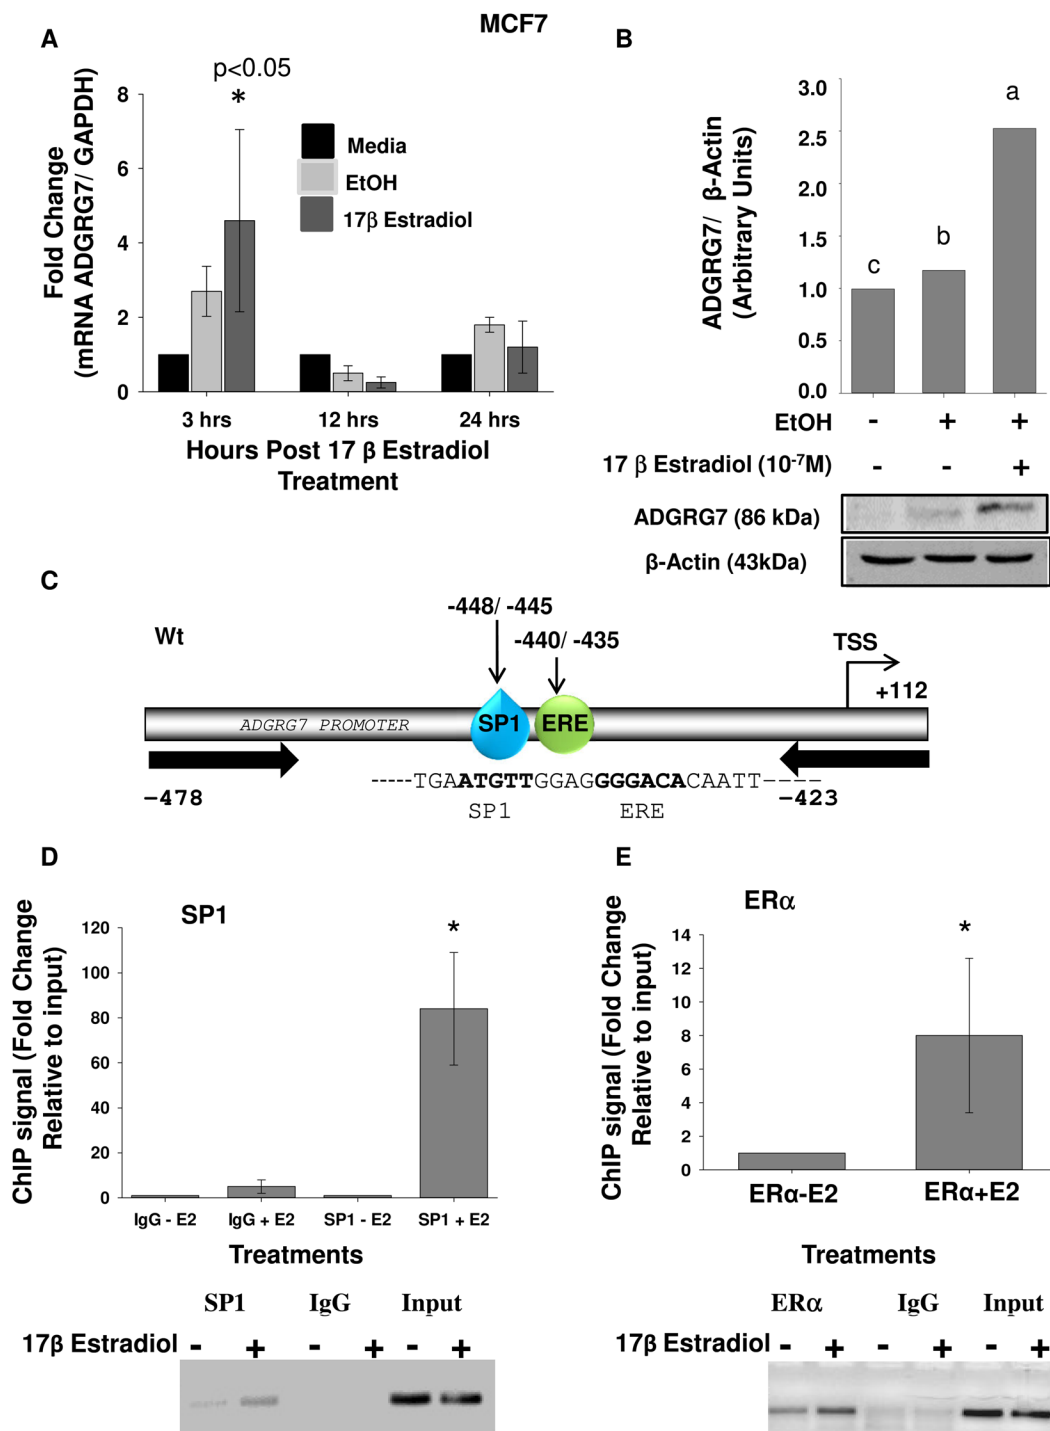 MCF7
A
p<0.05
*
Fold Change
(mRNA ADGRG7/ GAPDH)
8
6
4
2
0
Media
EtOH
17β Estradiol
3 hrs 12 hrs 24 hrs
Hours Post 17 β Estradiol
Treatment
B
ADGRG7/ β-Actin
(Arbitrary Units)
3.0
2.5
2.0
1.5
1.0
0.5
0.0
c b a
EtOH - + +
17 β Estradiol (10-7M) - - +
ADGRG7 (86 kDa)
β-Actin (43kDa)
C
Wt
-448/ -445
-440/ -435
TSS
+112
ADGRG7 PROMOTER
SP1
ERE
-----TGAATGTTGGAGGGGACACAATT----
−478
−423
SP1 ERE
D
SP1
ChIP signal (Fold Change
Relative to input)
120
100
80
60
40
20
0
*
IgG - E2 IgG + E2 SP1 - E2 SP1 + E2
Treatments
SP1 IgG Input
17β Estradiol - + - + - +
E
ERα
ChIP signal (Fold Change
Relative to input)
14
12
10
8
6
4
2
0
*
ERα-E2 ERα+E2
Treatments
ERα IgG Input
17β Estradiol - + - + - +